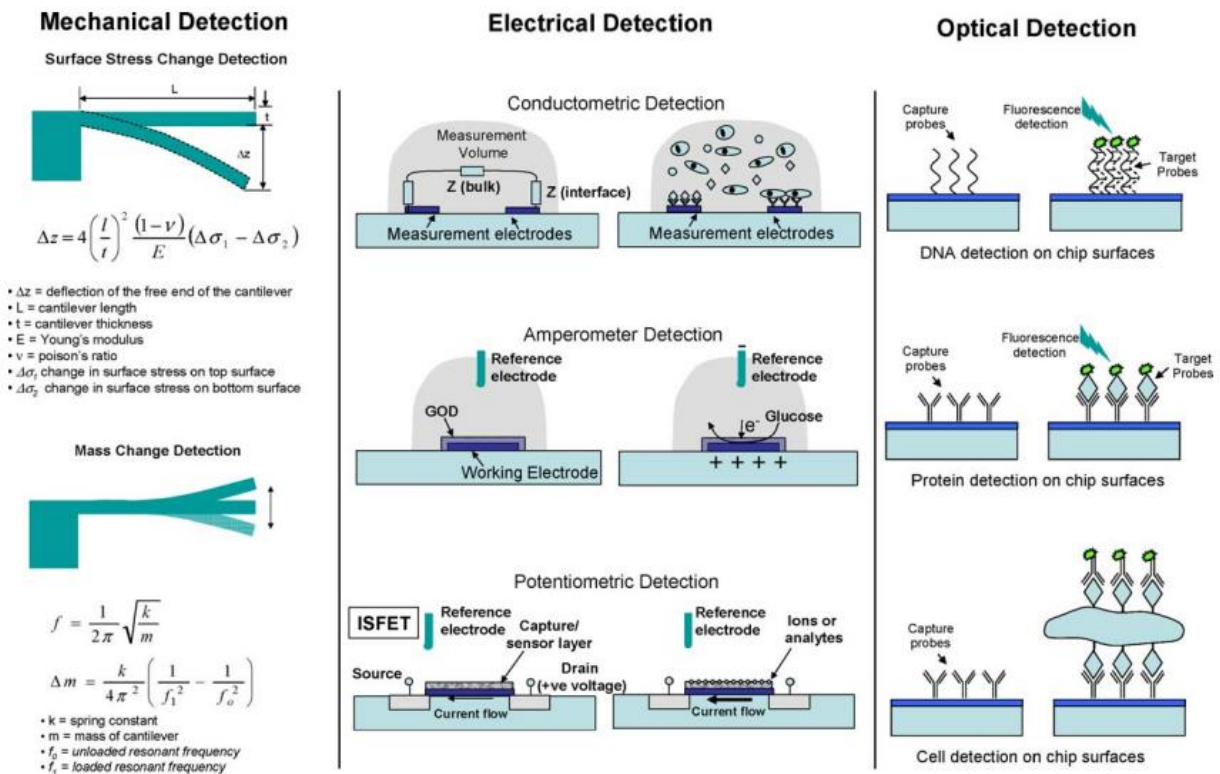 Mechanical Detection
Surface Stress Change Detection
L
t
Δz
Δz = 4 (l/t)² (1−ν)/E (Δσ₁ − Δσ₂)
• Δz = deflection of the free end of the cantilever
• L = cantilever length
• t = cantilever thickness
• E = Young's modulus
• ν = poison's ratio
• Δσ₁ change in surface stress on top surface
• Δσ₂ change in surface stress on bottom surface
Mass Change Detection
f = 1/2π √k/m
Δm = k/4π² (1/f₁² − 1/fₒ²)
• k = spring constant
• m = mass of cantilever
• f₀ = unloaded resonant frequency
• f₁ = loaded resonant frequency
Electrical Detection
Conductometric Detection
Measurement
Volume
Z (bulk)
Z (interface)
Measurement electrodes
Measurement electrodes
Amperometer Detection
Reference
electrode
GOD
Working Electrode
−
Reference
electrode
e⁻
Glucose
+ + + +
Potentiometric Detection
ISFET
Reference
electrode
Capture/
sensor layer
Source
Drain
(+ve voltage)
Current flow
Reference
electrode
Ions or
analytes
Current flow
Optical Detection
Capture
probes
Fluorescence
detection
Target
Probes
DNA detection on chip surfaces
Capture
probes
Fluorescence
detection
Target
Probes
Protein detection on chip surfaces
Capture
probes
Cell detection on chip surfaces